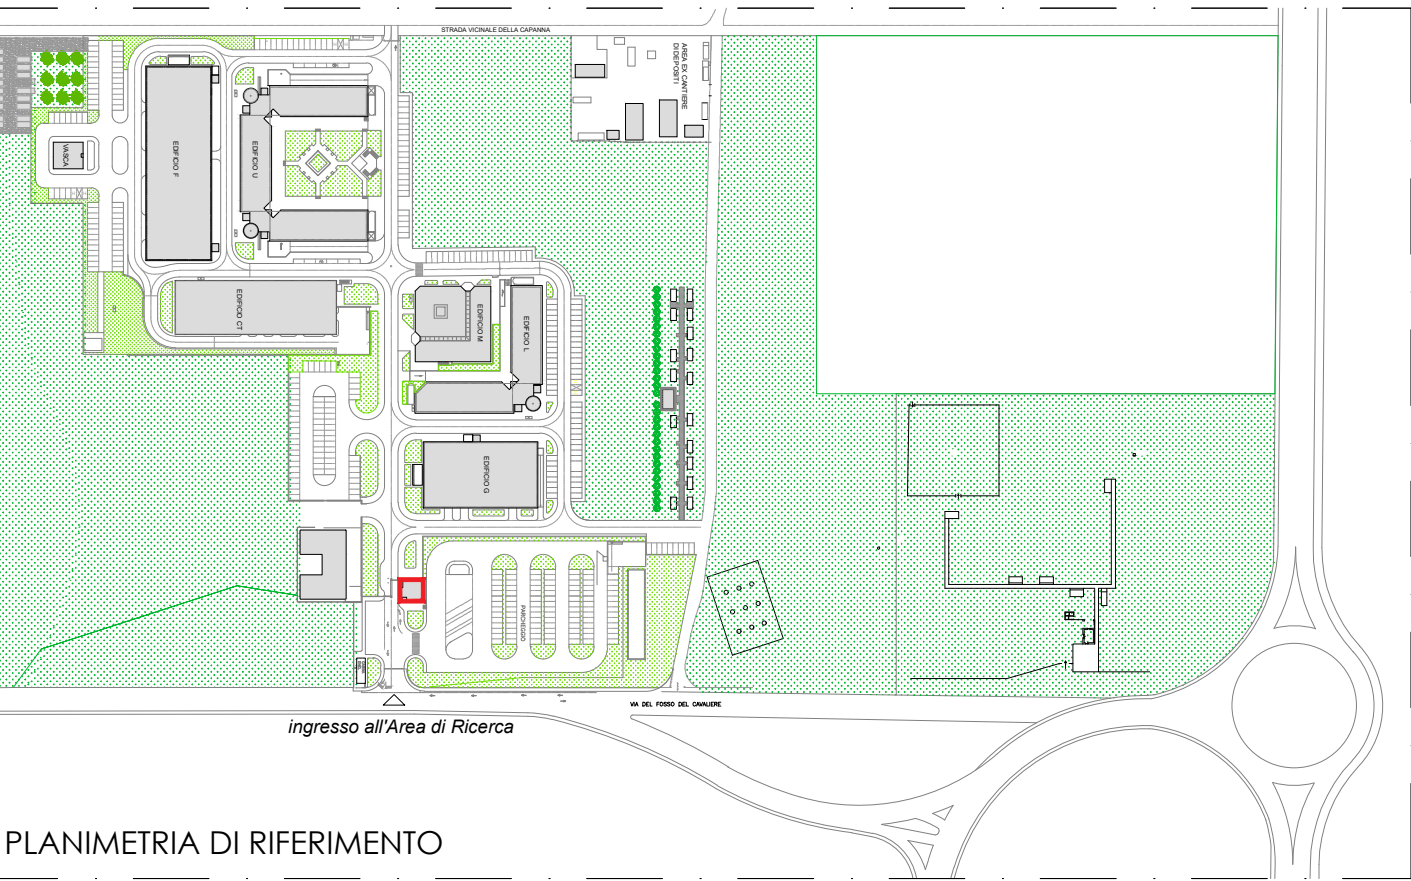 STRADA VICINALE DELLA CAPANNA
AREA EX CANTIERE
DI DEPOSITI
VASCA
EDIFICIO F
EDIFICIO U
EDIFICIO CT
EDIFICIO M
EDIFICIO L
EDIFICIO G
PARCHEGGIO
VIA DEL FOSSO DEL CAVALIERE
ingresso all'Area di Ricerca
PLANIMETRIA DI RIFERIMENTO